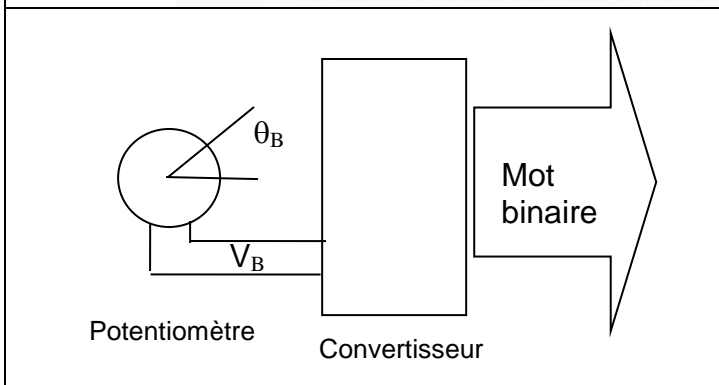 θB
Mot
binaire
VB
Potentiomètre
Convertisseur